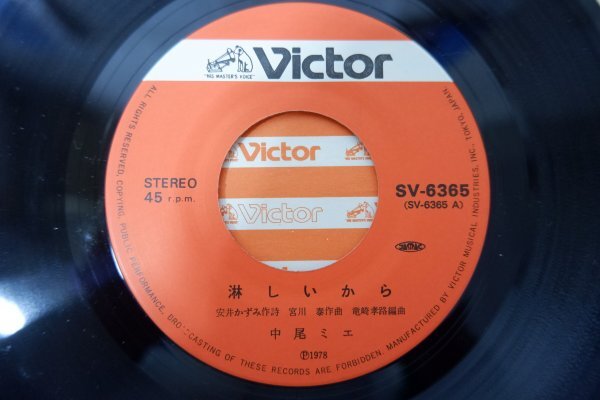 Victor
"HIS MASTER'S VOICE"
STEREO
45 r.p.m.
SV-6365
(SV-6365 A)
JASRAC
Victor
Victor
淋しいから
安井かずみ作詩 宮川 泰作曲 竜崎孝路編曲
中尾ミエ
Ⓟ1978
ALL RIGHTS RESERVED, COPYING, PUBLIC PERFORMANCE, BROADCASTING OF THESE RECORDS ARE FORBIDDEN. MANUFACTURED BY VICTOR MUSICAL INDUSTRIES, INC., TOKYO, JAPAN.